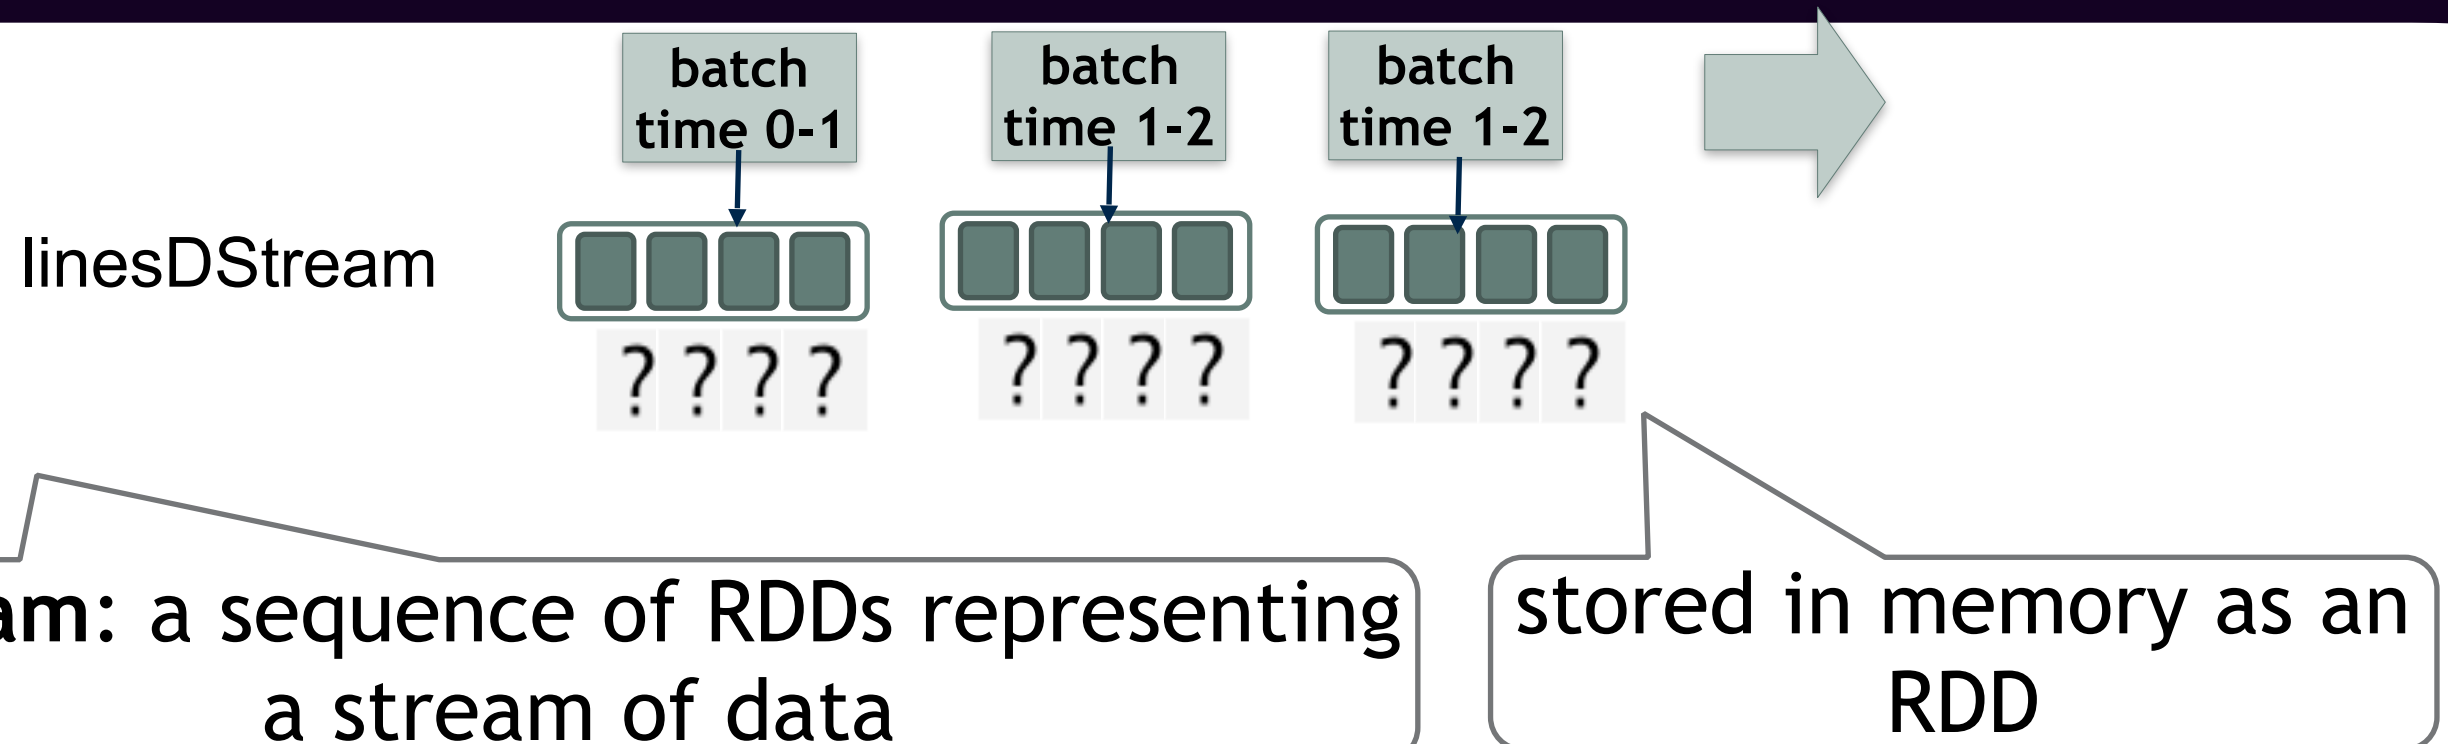 batch
time 0-1
batch
time 1-2
batch
time 1-2
linesDStream
? ? ? ?
? ? ? ?
? ? ? ?
am: a sequence of RDDs representing
a stream of data
stored in memory as an
RDD